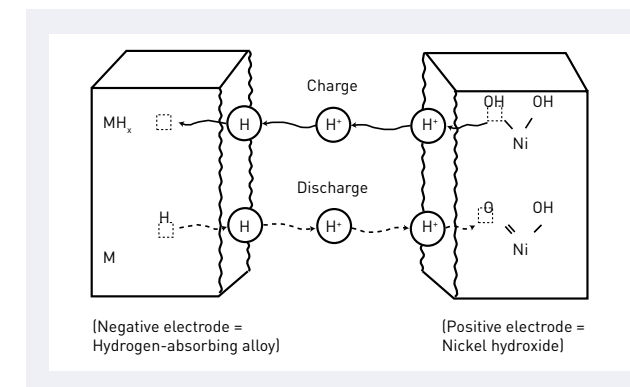 Charge
OH OH
MHx H H+ H+
Ni
Discharge
H O OH
H H+ H+
Ni
M
(Negative electrode =
Hydrogen-absorbing alloy)
(Positive electrode =
Nickel hydroxide)